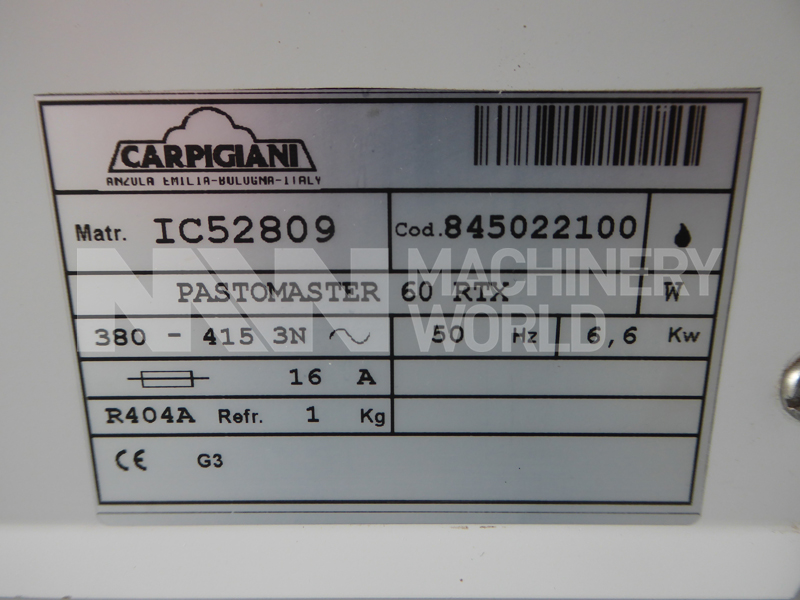 CARPIGIANI
ANZOLA EMILIA-BOLOGNA-ITALY
Matr. IC52809 Cod. 845022100
PASTOMASTER 60 RTX W
380 - 415 3N ~ 50 Hz 6,6 Kw
16 A
R404A Refr. 1 Kg
CE G3
MACHINERY
WORLD